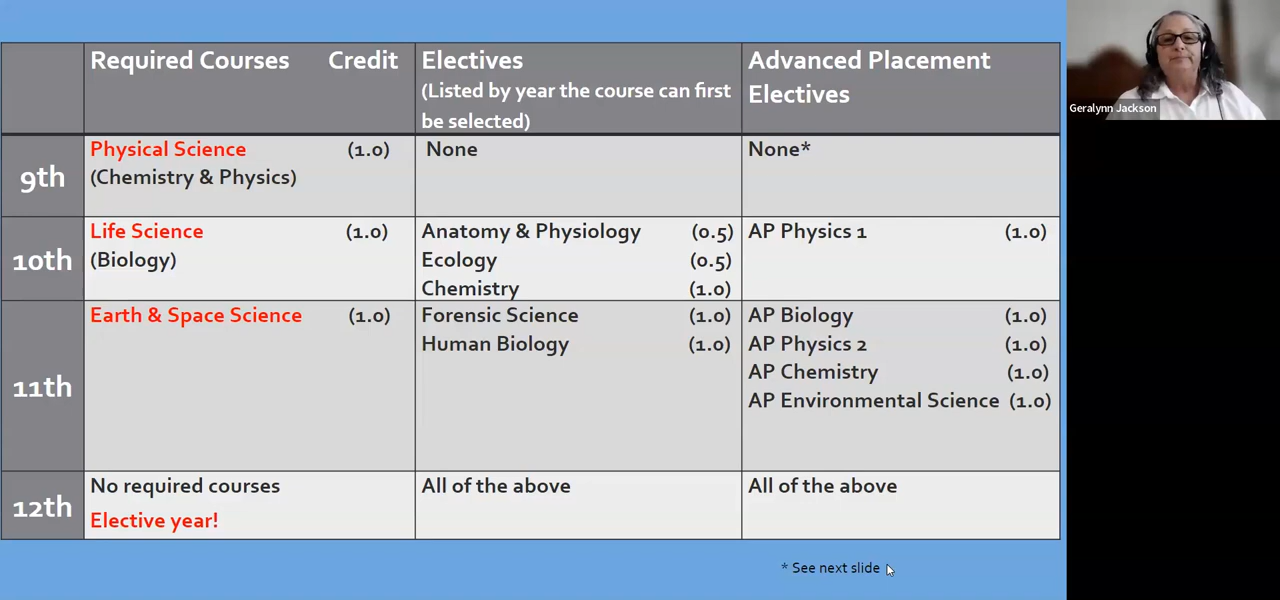 Required Courses Credit
Electives
(Listed by year the course can first
be selected)
Advanced Placement
Electives
9th
Physical Science (1.0)
(Chemistry & Physics)
None
None*
10th
Life Science (1.0)
(Biology)
Anatomy & Physiology (0.5)
Ecology (0.5)
Chemistry (1.0)
AP Physics 1 (1.0)
11th
Earth & Space Science (1.0)
Forensic Science (1.0)
Human Biology (1.0)
AP Biology (1.0)
AP Physics 2 (1.0)
AP Chemistry (1.0)
AP Environmental Science (1.0)
12th
No required courses
Elective year!
All of the above
All of the above
* See next slide
Geralynn Jackson